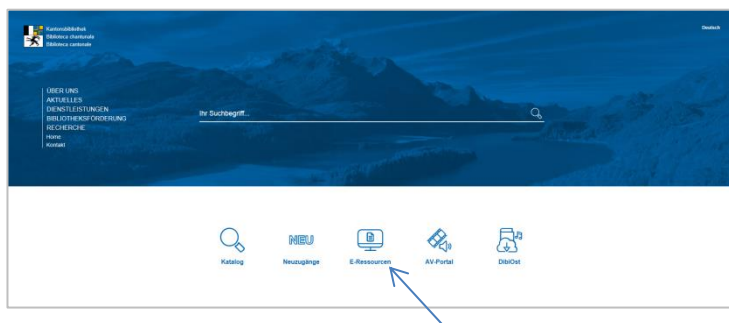 Kantonsbibliothek
Biblioteca chantunala
Biblioteca cantonale
Deutsch
ÜBER UNS
AKTUELLES
DIENSTLEISTUNGEN
BIBLIOTHEKSFÖRDERUNG
RECHERCHE
Home
Kontakt
Ihr Suchbegriff...
NEU
Katalog
Neuzugänge
E-Ressourcen
AV-Portal
DibiOst